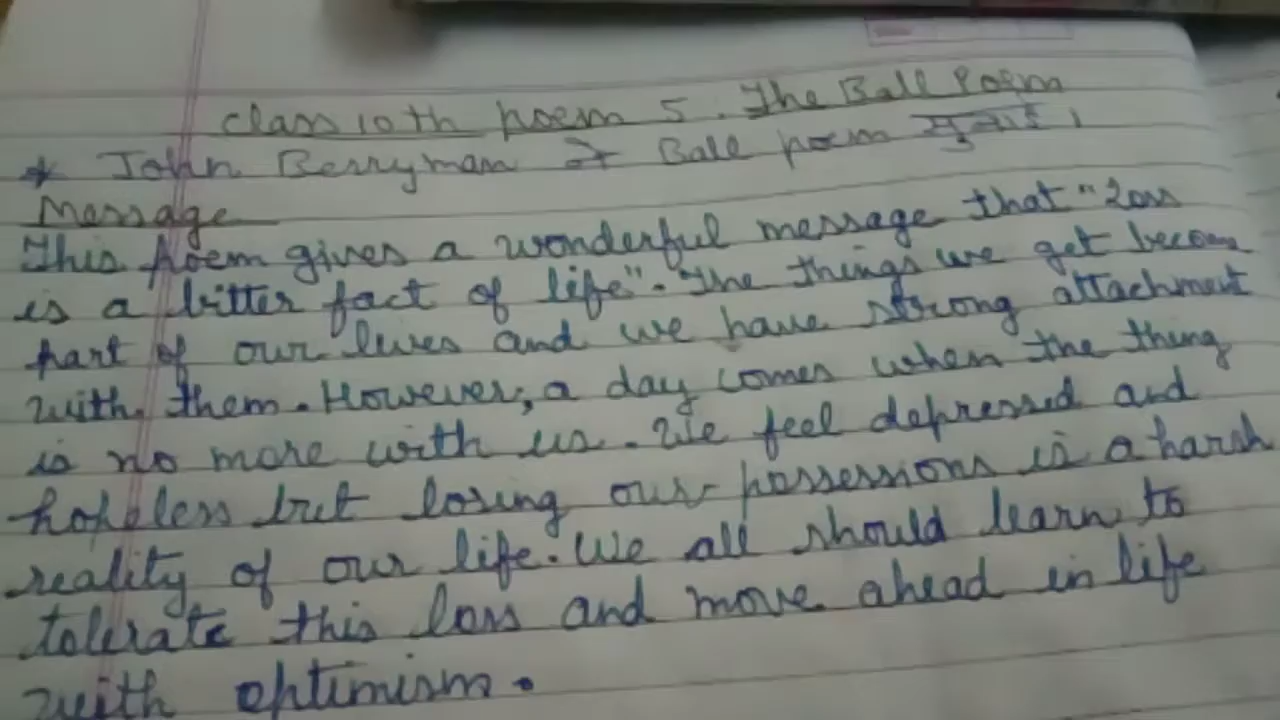 Class 10th poem 5. The Ball Poem
* John Berryman ने Ball poem सुनाई।
Message
This poem gives a wonderful message that "Loss
is a bitter fact of life". The things we get become
part of our lives and we have strong attachment
with them. However, a day comes when the thing
is no more with us. We feel depressed and
hopeless but losing our possessions is a harsh
reality of our life. We all should learn to
tolerate this loss and move ahead in life
with optimism.